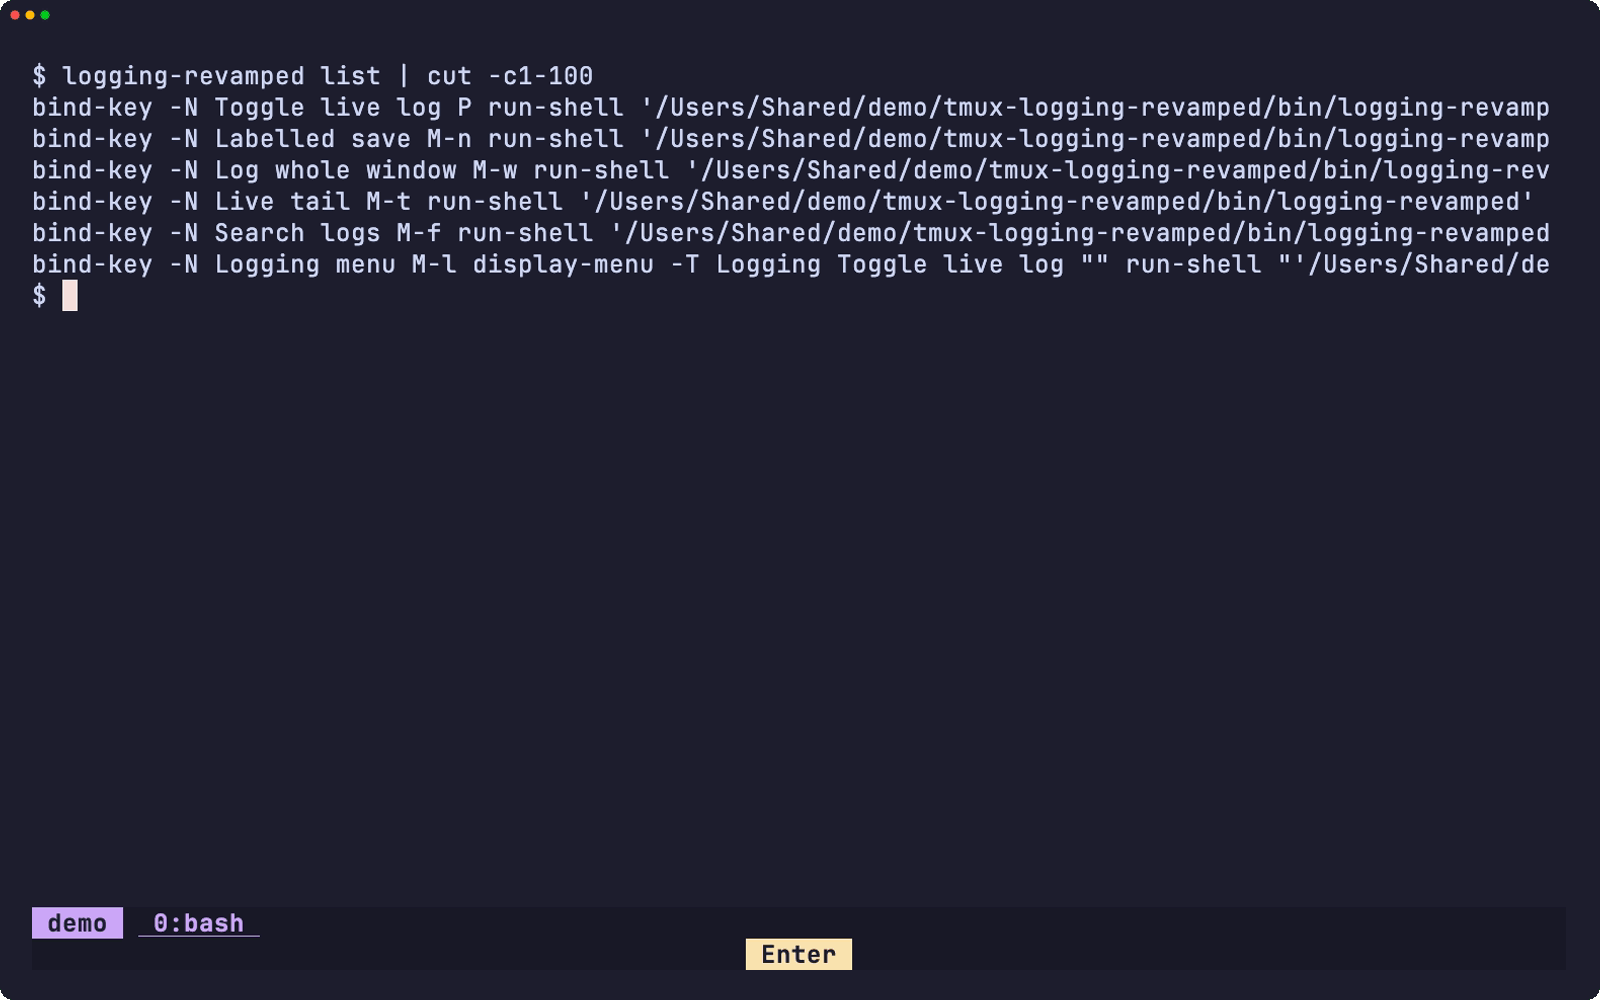 $ logging-revamped list | cut -c1-100
bind-key -N Toggle live log P run-shell '/Users/Shared/demo/tmux-logging-revamped/bin/logging-revamp
bind-key -N Labelled save M-n run-shell '/Users/Shared/demo/tmux-logging-revamped/bin/logging-revamp
bind-key -N Log whole window M-w run-shell '/Users/Shared/demo/tmux-logging-revamped/bin/logging-rev
bind-key -N Live tail M-t run-shell '/Users/Shared/demo/tmux-logging-revamped/bin/logging-revamped'
bind-key -N Search logs M-f run-shell '/Users/Shared/demo/tmux-logging-revamped/bin/logging-revamped
bind-key -N Logging menu M-l display-menu -T Logging Toggle live log "" run-shell "'/Users/Shared/de
$
demo 0:bash
Enter